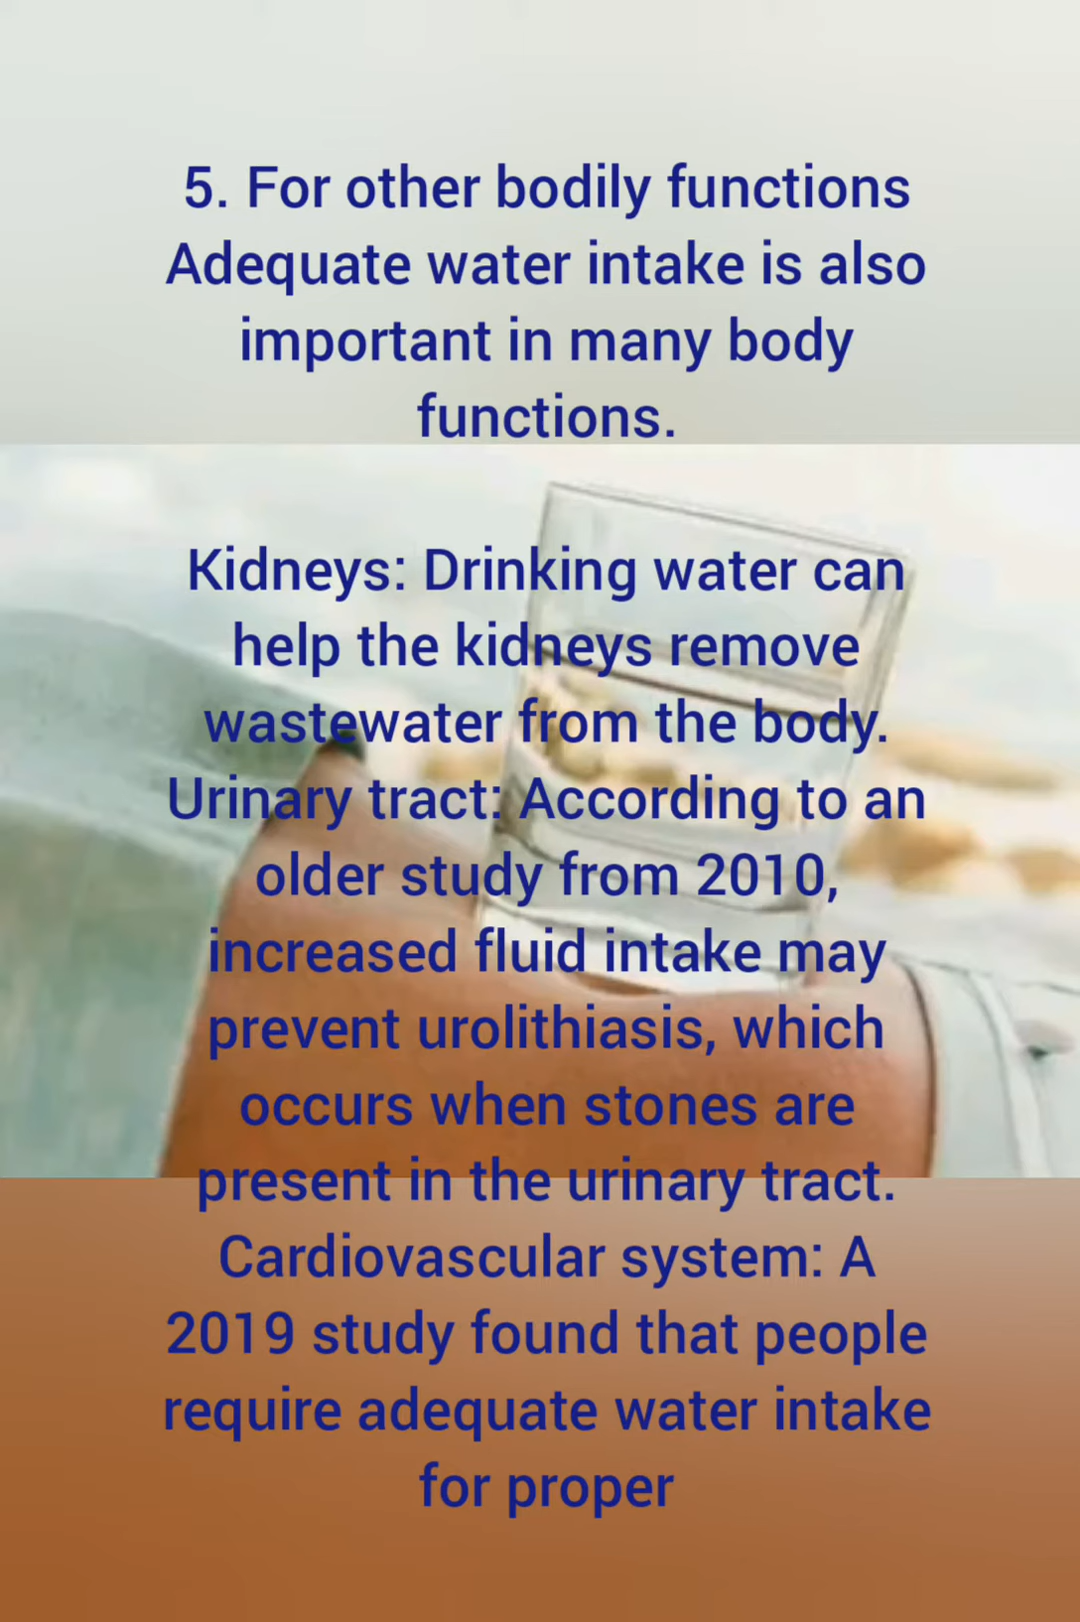 5. For other bodily functions
Adequate water intake is also
important in many body
functions.
Kidneys: Drinking water can
help the kidneys remove
wastewater from the body.
Urinary tract: According to an
older study from 2010,
increased fluid intake may
prevent urolithiasis, which
occurs when stones are
present in the urinary tract.
Cardiovascular system: A
2019 study found that people
require adequate water intake
for proper